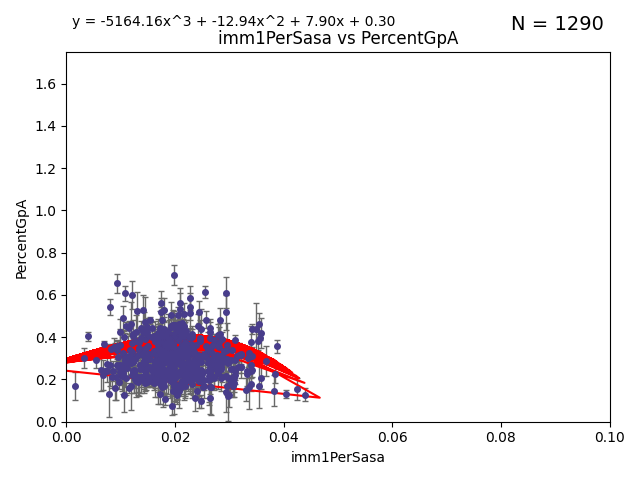 y = -5164.16x^3 + -12.94x^2 + 7.90x + 0.30
N = 1290
imm1PerSasa vs PercentGpA
1.6
1.4
1.2
1.0
0.8
0.6
0.4
0.2
0.0
PercentGpA
0.00 0.02 0.04 0.06 0.08 0.10
imm1PerSasa